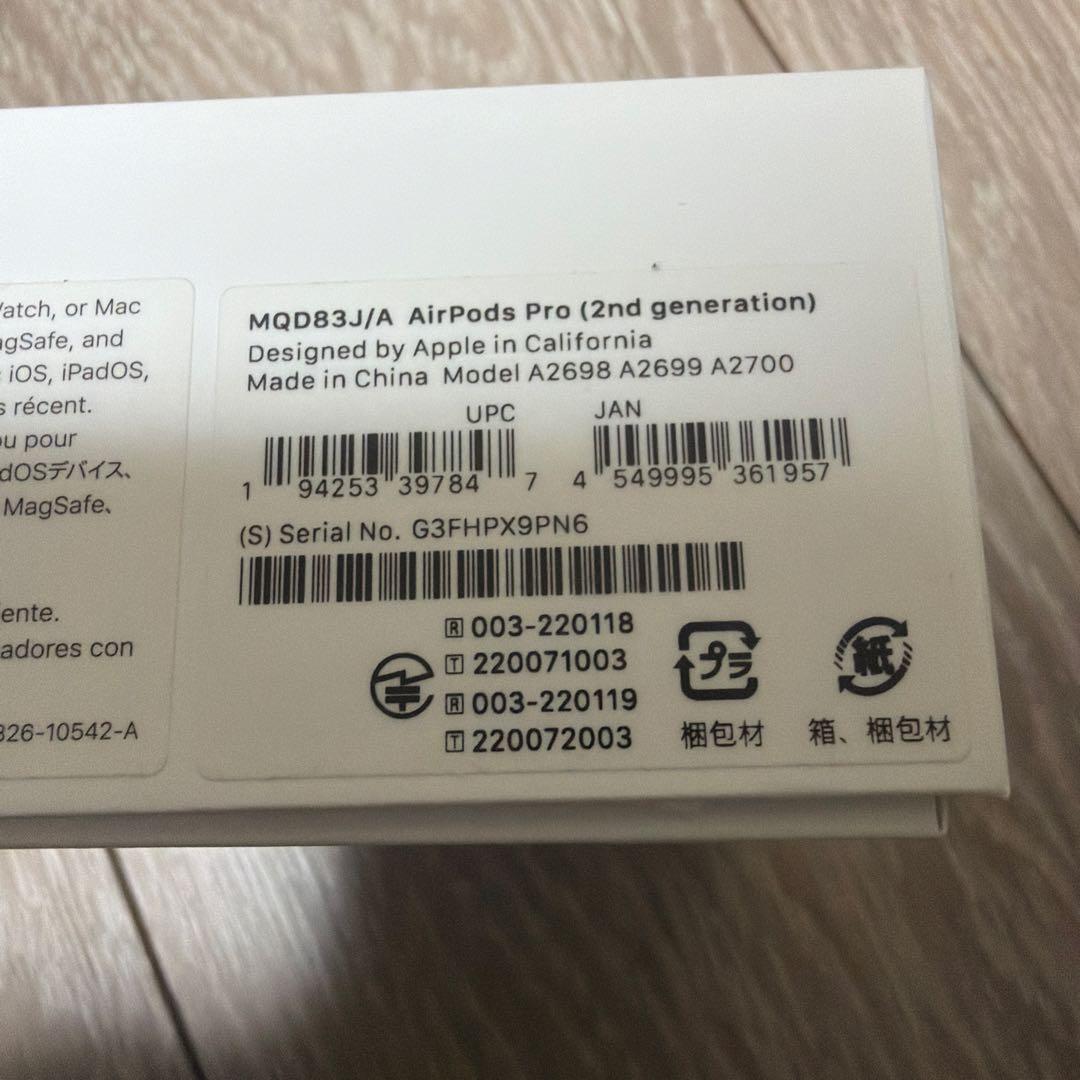 Watch, or Mac
agSafe, and
iOS, iPadOS,
s récent.
ou pour
dOSデバイス、
MagSafe、
ente.
adores con
826-10542-A
MQD83J/A AirPods Pro (2nd generation)
Designed by Apple in California
Made in China Model A2698 A2699 A2700
UPC JAN
1 94253 39784 7 4 549995 361957
(S) Serial No. G3FHPX9PN6
R 003-220118
T 220071003
R 003-220119
T 220072003
プラ
梱包材
紙
箱、梱包材